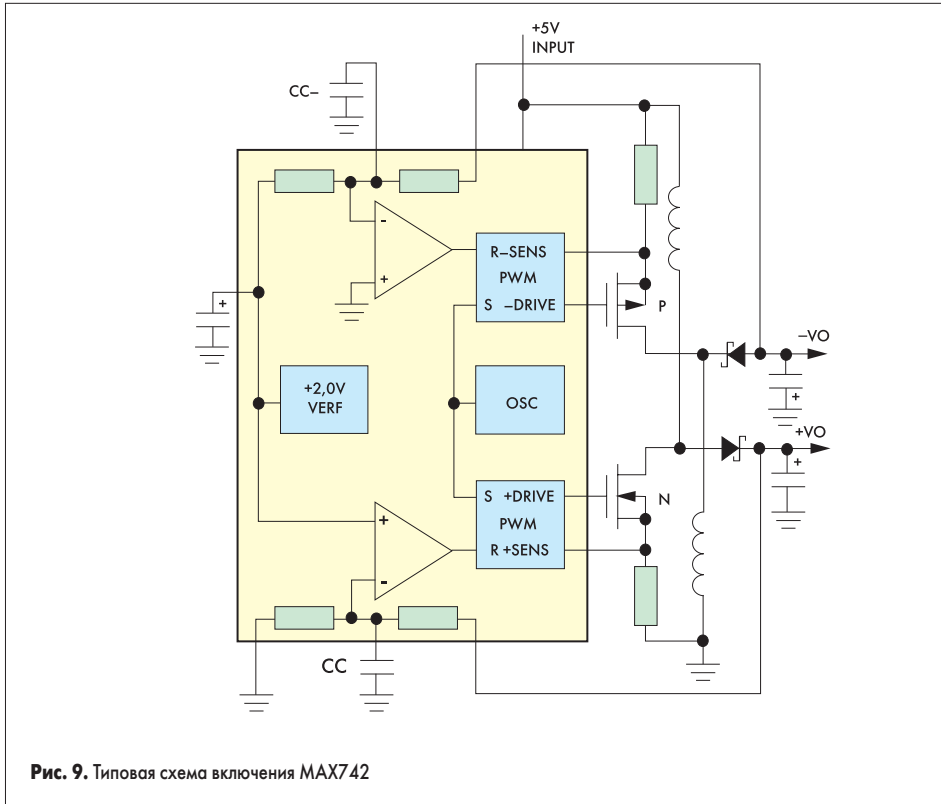 +5V
INPUT
CC–
-
+
R–SENS
PWM
S –DRIVE
P
+
–VO
+
+2,0V
VERF
OSC
+VO
+
S +DRIVE
PWM
R +SENS
N
+
-
CC
Рис. 9. Типовая схема включения MAX742